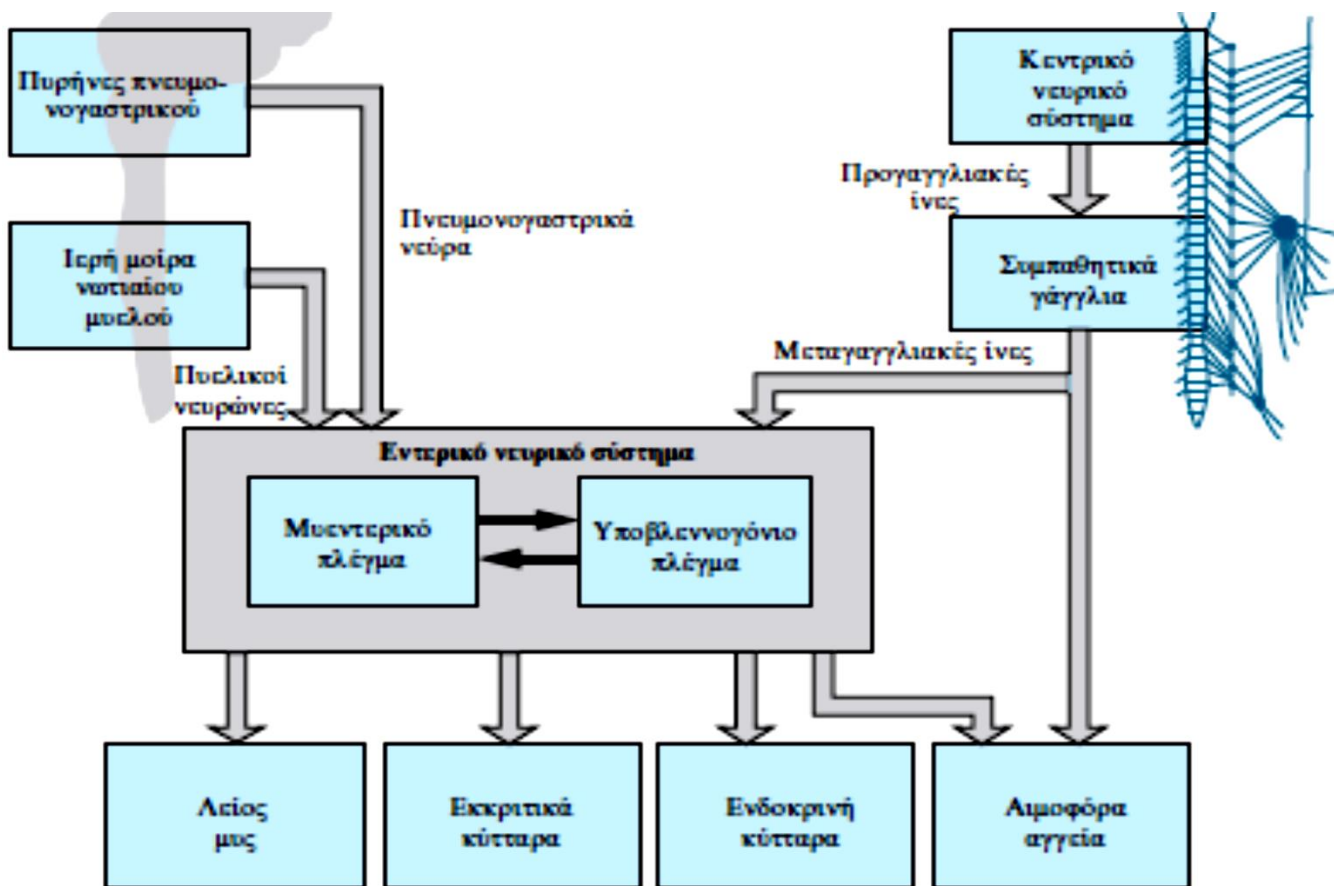 Πυρήνες πνευμο-
νογαστρικού
Κεντρικό
νευρικό
σύστημα
Προγαγγλιακές
ίνες
Πνευμονογαστρικά
νεύρα
Ιερή μοίρα
νωτιαίου
μυελού
Συμπαθητικά
γάγγλια
Μεταγαγγλιακές ίνες
Πυελικοί
νευρώνες
Εντερικό νευρικό σύστημα
Μυεντερικό
πλέγμα
Υποβλεννογόνιο
πλέγμα
Λείος
μυς
Εκκριτικά
κύτταρα
Ενδοκρινή
κύτταρα
Αιμοφόρα
αγγεία